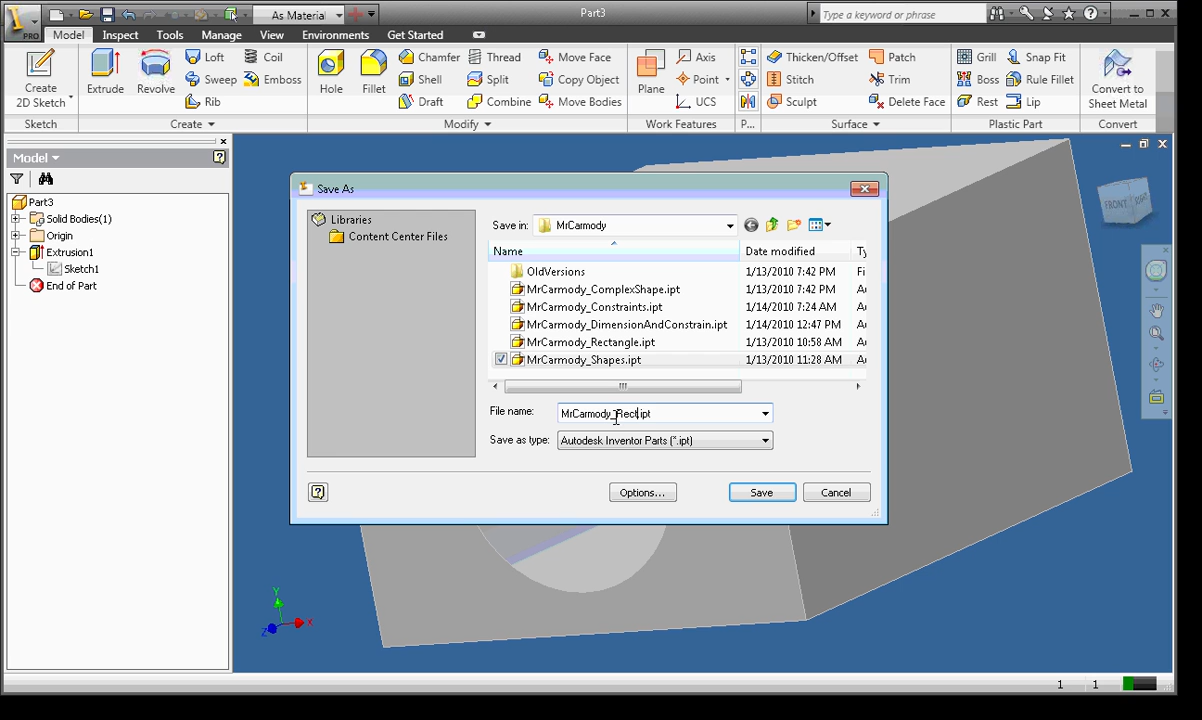 As Material
Part3
Type a keyword or phrase
PRO
Model Inspect Tools Manage View Environments Get Started
Create 2D Sketch
Extrude
Revolve
Loft
Coil
Sweep
Emboss
Rib
Hole
Fillet
Chamfer
Thread
Move Face
Shell
Split
Copy Object
Draft
Combine
Move Bodies
Plane
Axis
Point
UCS
Thicken/Offset
Patch
Stitch
Trim
Sculpt
Delete Face
Grill
Snap Fit
Boss
Rule Fillet
Rest
Lip
Convert to Sheet Metal
Sketch
Create
Modify
Work Features
P...
Surface
Plastic Part
Convert
Model
Part3
Solid Bodies(1)
Origin
Extrusion1
Sketch1
End of Part
Save As
Libraries
Content Center Files
Save in: MrCarmody
Name Date modified Ty
OldVersions 1/13/2010 7:42 PM Fi
MrCarmody_ComplexShape.ipt 1/13/2010 7:42 PM Au
MrCarmody_Constraints.ipt 1/14/2010 7:24 AM Au
MrCarmody_DimensionAndConstrain.ipt 1/14/2010 12:47 PM Au
MrCarmody_Rectangle.ipt 1/13/2010 10:58 AM Au
MrCarmody_Shapes.ipt 1/13/2010 11:28 AM Au
File name: MrCarmody_Rect.ipt
Save as type: Autodesk Inventor Parts (*.ipt)
Options... Save Cancel
FRONT RIGHT
Y
X
Z
1 1